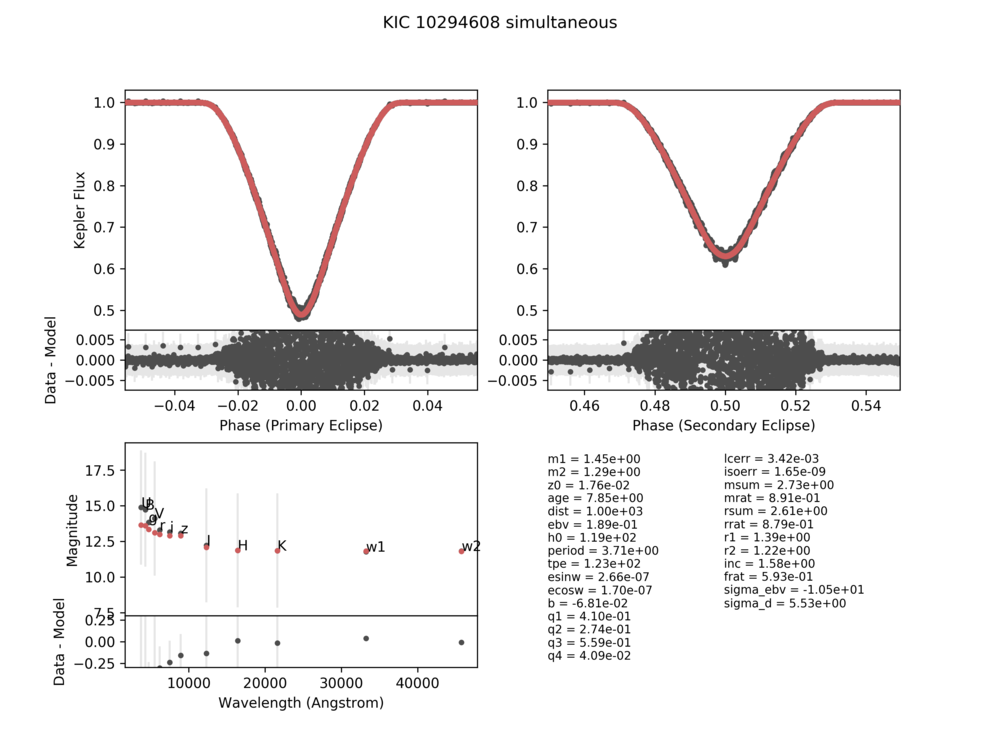 KIC 10294608 simultaneous
1.0
0.9
0.8
0.7
0.6
0.5
Kepler Flux
0.005
0.000
−0.005
Data - Model
−0.04 −0.02 0.00 0.02 0.04
Phase (Primary Eclipse)
0.005
0.000
−0.005
1.0
0.9
0.8
0.7
0.6
0.5
0.46 0.48 0.50 0.52 0.54
Phase (Secondary Eclipse)
17.5
15.0
12.5
10.0
7.5
Magnitude
U B g V r i z J H K w1 w2
0.25
0.00
−0.25
Data - Model
10000 20000 30000 40000
Wavelength (Angstrom)
m1 = 1.45e+00
m2 = 1.29e+00
z0 = 1.76e-02
age = 7.85e+00
dist = 1.00e+03
ebv = 1.89e-01
h0 = 1.19e+02
period = 3.71e+00
tpe = 1.23e+02
esinw = 2.66e-07
ecosw = 1.70e-07
b = -6.81e-02
q1 = 4.10e-01
q2 = 2.74e-01
q3 = 5.59e-01
q4 = 4.09e-02
lcerr = 3.42e-03
isoerr = 1.65e-09
msum = 2.73e+00
mrat = 8.91e-01
rsum = 2.61e+00
rrat = 8.79e-01
r1 = 1.39e+00
r2 = 1.22e+00
inc = 1.58e+00
frat = 5.93e-01
sigma_ebv = -1.05e+01
sigma_d = 5.53e+00